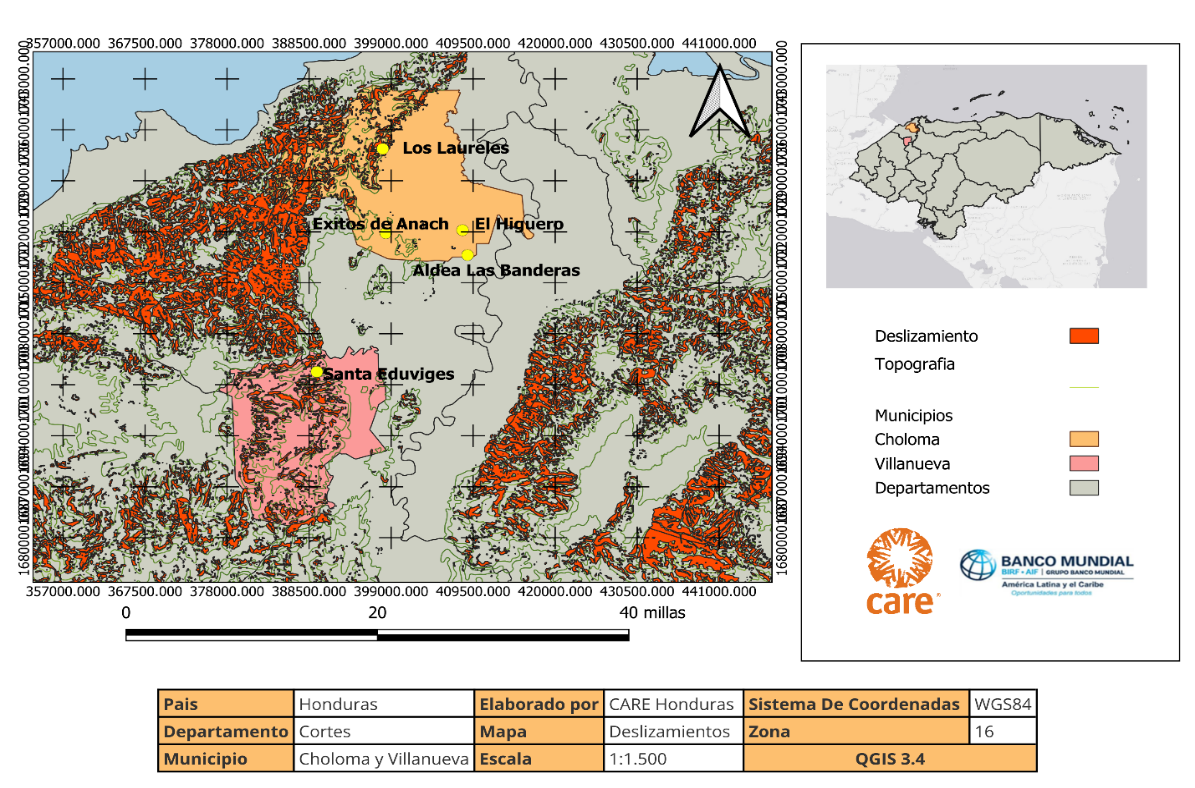 357000.000 367500.000 378000.000 388500.000 399000.000 409500.000 420000.000 430500.000 441000.000
Los Laureles
Exitos de Anach
El Higuero
Aldea Las Banderas
Santa Eduviges
357000.000 367500.000 378000.000 388500.000 399000.000 409500.000 420000.000 430500.000 441000.000
0 20 40 millas
Deslizamiento
Topografia
Municipios
Choloma
Villanueva
Departamentos
care
BANCO MUNDIAL
BIRF • AIF | GRUPO BANCO MUNDIAL
América Latina y el Caribe
Oportunidades para todos
Pais Honduras Elaborado por CARE Honduras Sistema De Coordenadas WGS84
Departamento Cortes Mapa Deslizamientos Zona 16
Municipio Choloma y Villanueva Escala 1:1.500 QGIS 3.4